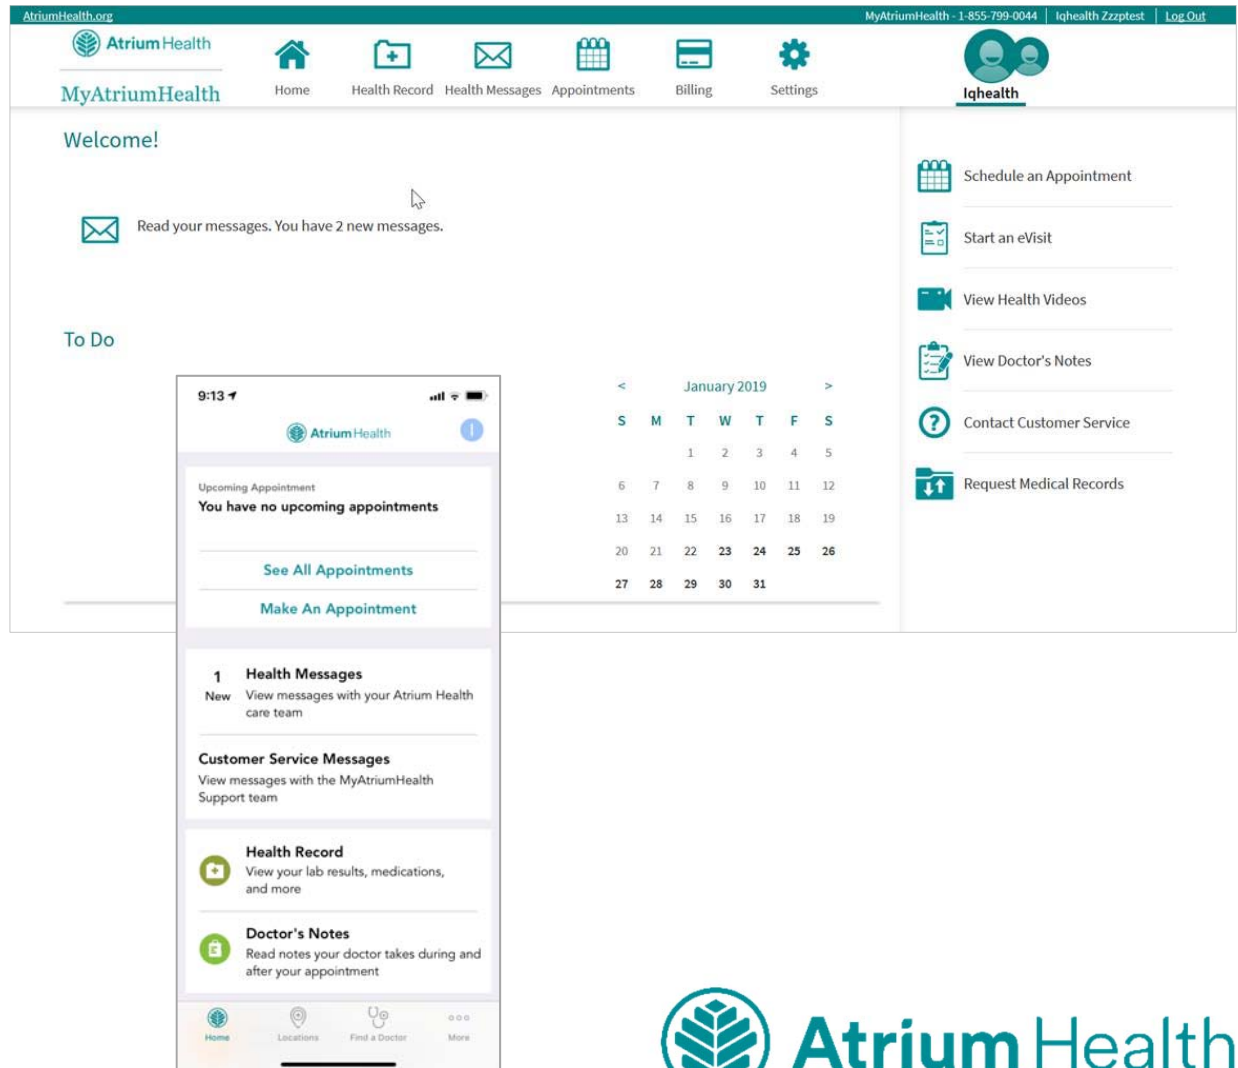 AtriumHealth.org
MyAtriumHealth - 1-855-799-0044 Iqhealth Zzzptest Log Out
Atrium Health
MyAtriumHealth
Home Health Record Health Messages Appointments Billing Settings
Iqhealth
Welcome!
Read your messages. You have 2 new messages.
To Do
< January 2019 >
S M T W T F S
1 2 3 4 5
6 7 8 9 10 11 12
13 14 15 16 17 18 19
20 21 22 23 24 25 26
27 28 29 30 31
Schedule an Appointment
Start an eVisit
View Health Videos
View Doctor's Notes
Contact Customer Service
Request Medical Records
9:13
Atrium Health
I
Upcoming Appointment
You have no upcoming appointments
See All Appointments
Make An Appointment
1
New
Health Messages
View messages with your Atrium Health
care team
Customer Service Messages
View messages with the MyAtriumHealth
Support team
Health Record
View your lab results, medications,
and more
Doctor's Notes
Read notes your doctor takes during and
after your appointment
Home Locations Find a Doctor More
Atrium Health